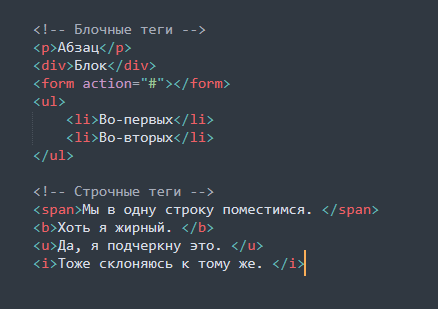 <!-- Блочные теги -->
<p>Абзац</p>
<div>Блок</div>
<form action="#"></form>
<ul>
    <li>Во-первых</li>
    <li>Во-вторых</li>
</ul>

<!-- Строчные теги -->
<span>Мы в одну строку поместимся. </span>
<b>Хоть я жирный. </b>
<u>Да, я подчеркну это. </u>
<i>Тоже склоняюсь к тому же. </i>